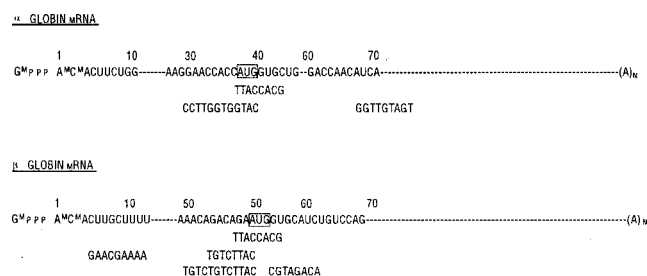 α GLOBIN MRNA
1 10 30 40 60 70
GᴹPPP AᴹCᴹACUUCUGG------AAGGAACCACCAUGGUGCUG--GACCAACAUCA------(A)N
TTACCACG
CCTTGGTGGTAC GGTTGTAGT
β GLOBIN MRNA
1 10 50 50 60 70
GᴹPPP AᴹCᴹACUUGCUUUU------AAACAGACAGAAUGGUGCAUCUGUCCAG------(A)N
TTACCACG
GAACGAAAA TGTCTTAC
TGTCTGTCTTAC CGTAGACA